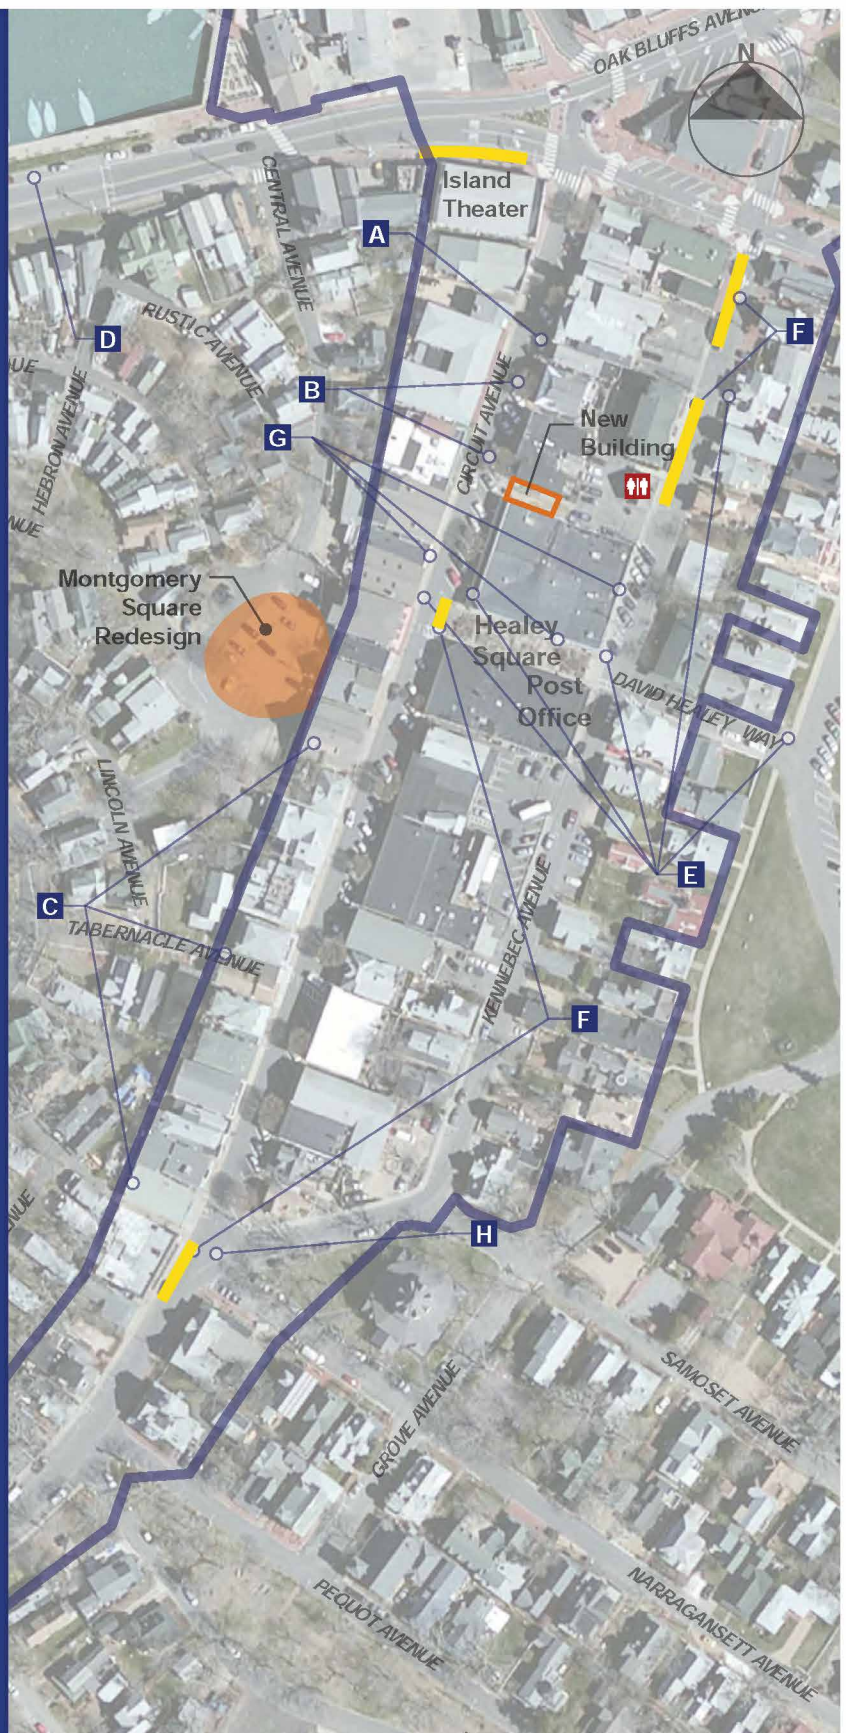 OAK BLUFFS AVENUE
N
Island
Theater
CENTRAL AVENUE
A
D
RUSTIC AVENUE
F
B
HEBRON AVENUE
CIRCUIT AVENUE
G
New
Building
Montgomery
Square
Redesign
Healey
Square
Post
Office
DAVID HEALEY WAY
LINCOLN AVENUE
E
C
TABERNACLE AVENUE
KENNEBEC AVENUE
F
H
SAMOSET AVENUE
GROVE AVENUE
NARRAGANSETT AVENUE
PEQUOT AVENUE